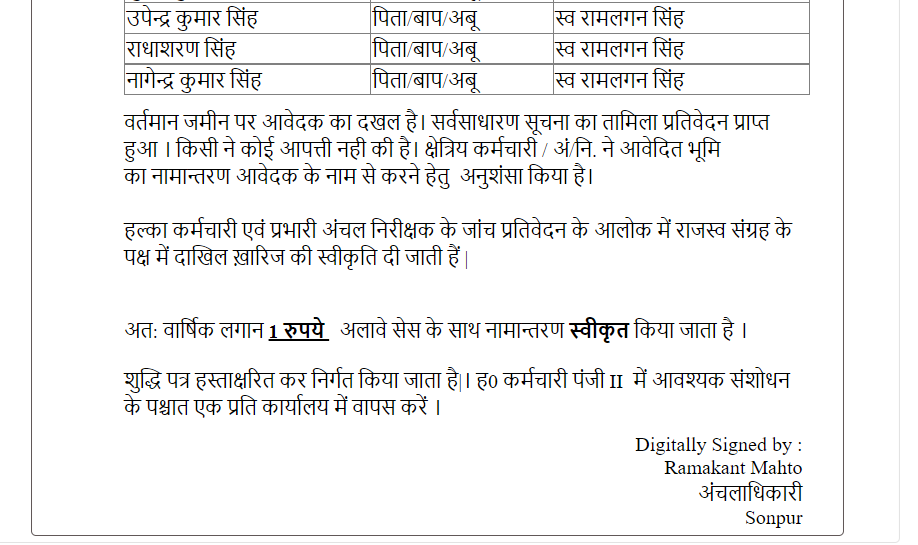 उपेन्द्र कुमार सिंह पिता/बाप/अबू स्व रामलगन सिंह
राधाशरण सिंह पिता/बाप/अबू स्व रामलगन सिंह
नागेन्द्र कुमार सिंह पिता/बाप/अबू स्व रामलगन सिंह
वर्तमान जमीन पर आवेदक का दखल है। सर्वसाधारण सूचना का तामिला प्रतिवेदन प्राप्त
हुआ । किसी ने कोई आपत्ती नही की है। क्षेत्रिय कर्मचारी / अं/नि. ने आवेदित भूमि
का नामान्तरण आवेदक के नाम से करने हेतु अनुशंसा किया है।
हल्का कर्मचारी एवं प्रभारी अंचल निरीक्षक के जांच प्रतिवेदन के आलोक में राजस्व संग्रह के
पक्ष में दाखिल ख़ारिज की स्वीकृति दी जाती हैं|
अत: वार्षिक लगान 1 रुपये अलावे सेस के साथ नामान्तरण स्वीकृत किया जाता है ।
शुद्धि पत्र हस्ताक्षरित कर निर्गत किया जाता है|। ह0 कर्मचारी पंजी II में आवश्यक संशोधन
के पश्चात एक प्रति कार्यालय में वापस करें ।
Digitally Signed by :
Ramakant Mahto
अंचलाधिकारी
Sonpur